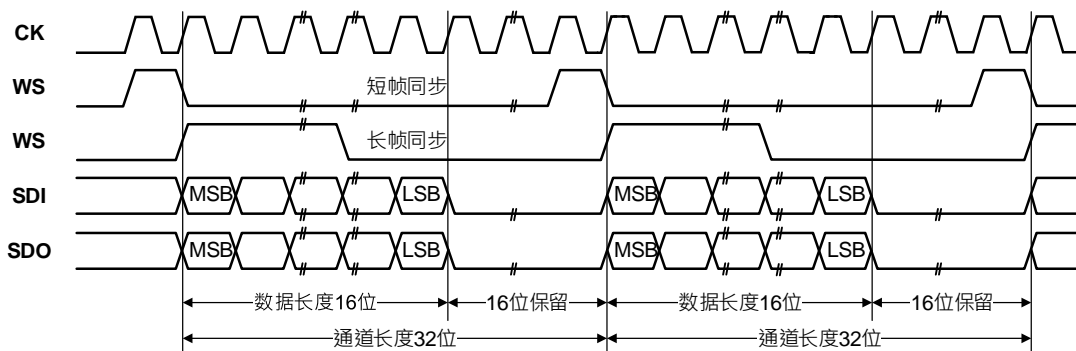 CK
WS 短帧同步
WS 长帧同步
SDI MSB LSB MSB LSB
SDO MSB LSB MSB LSB
数据长度16位 16位保留 数据长度16位 16位保留
通道长度32位 通道长度32位